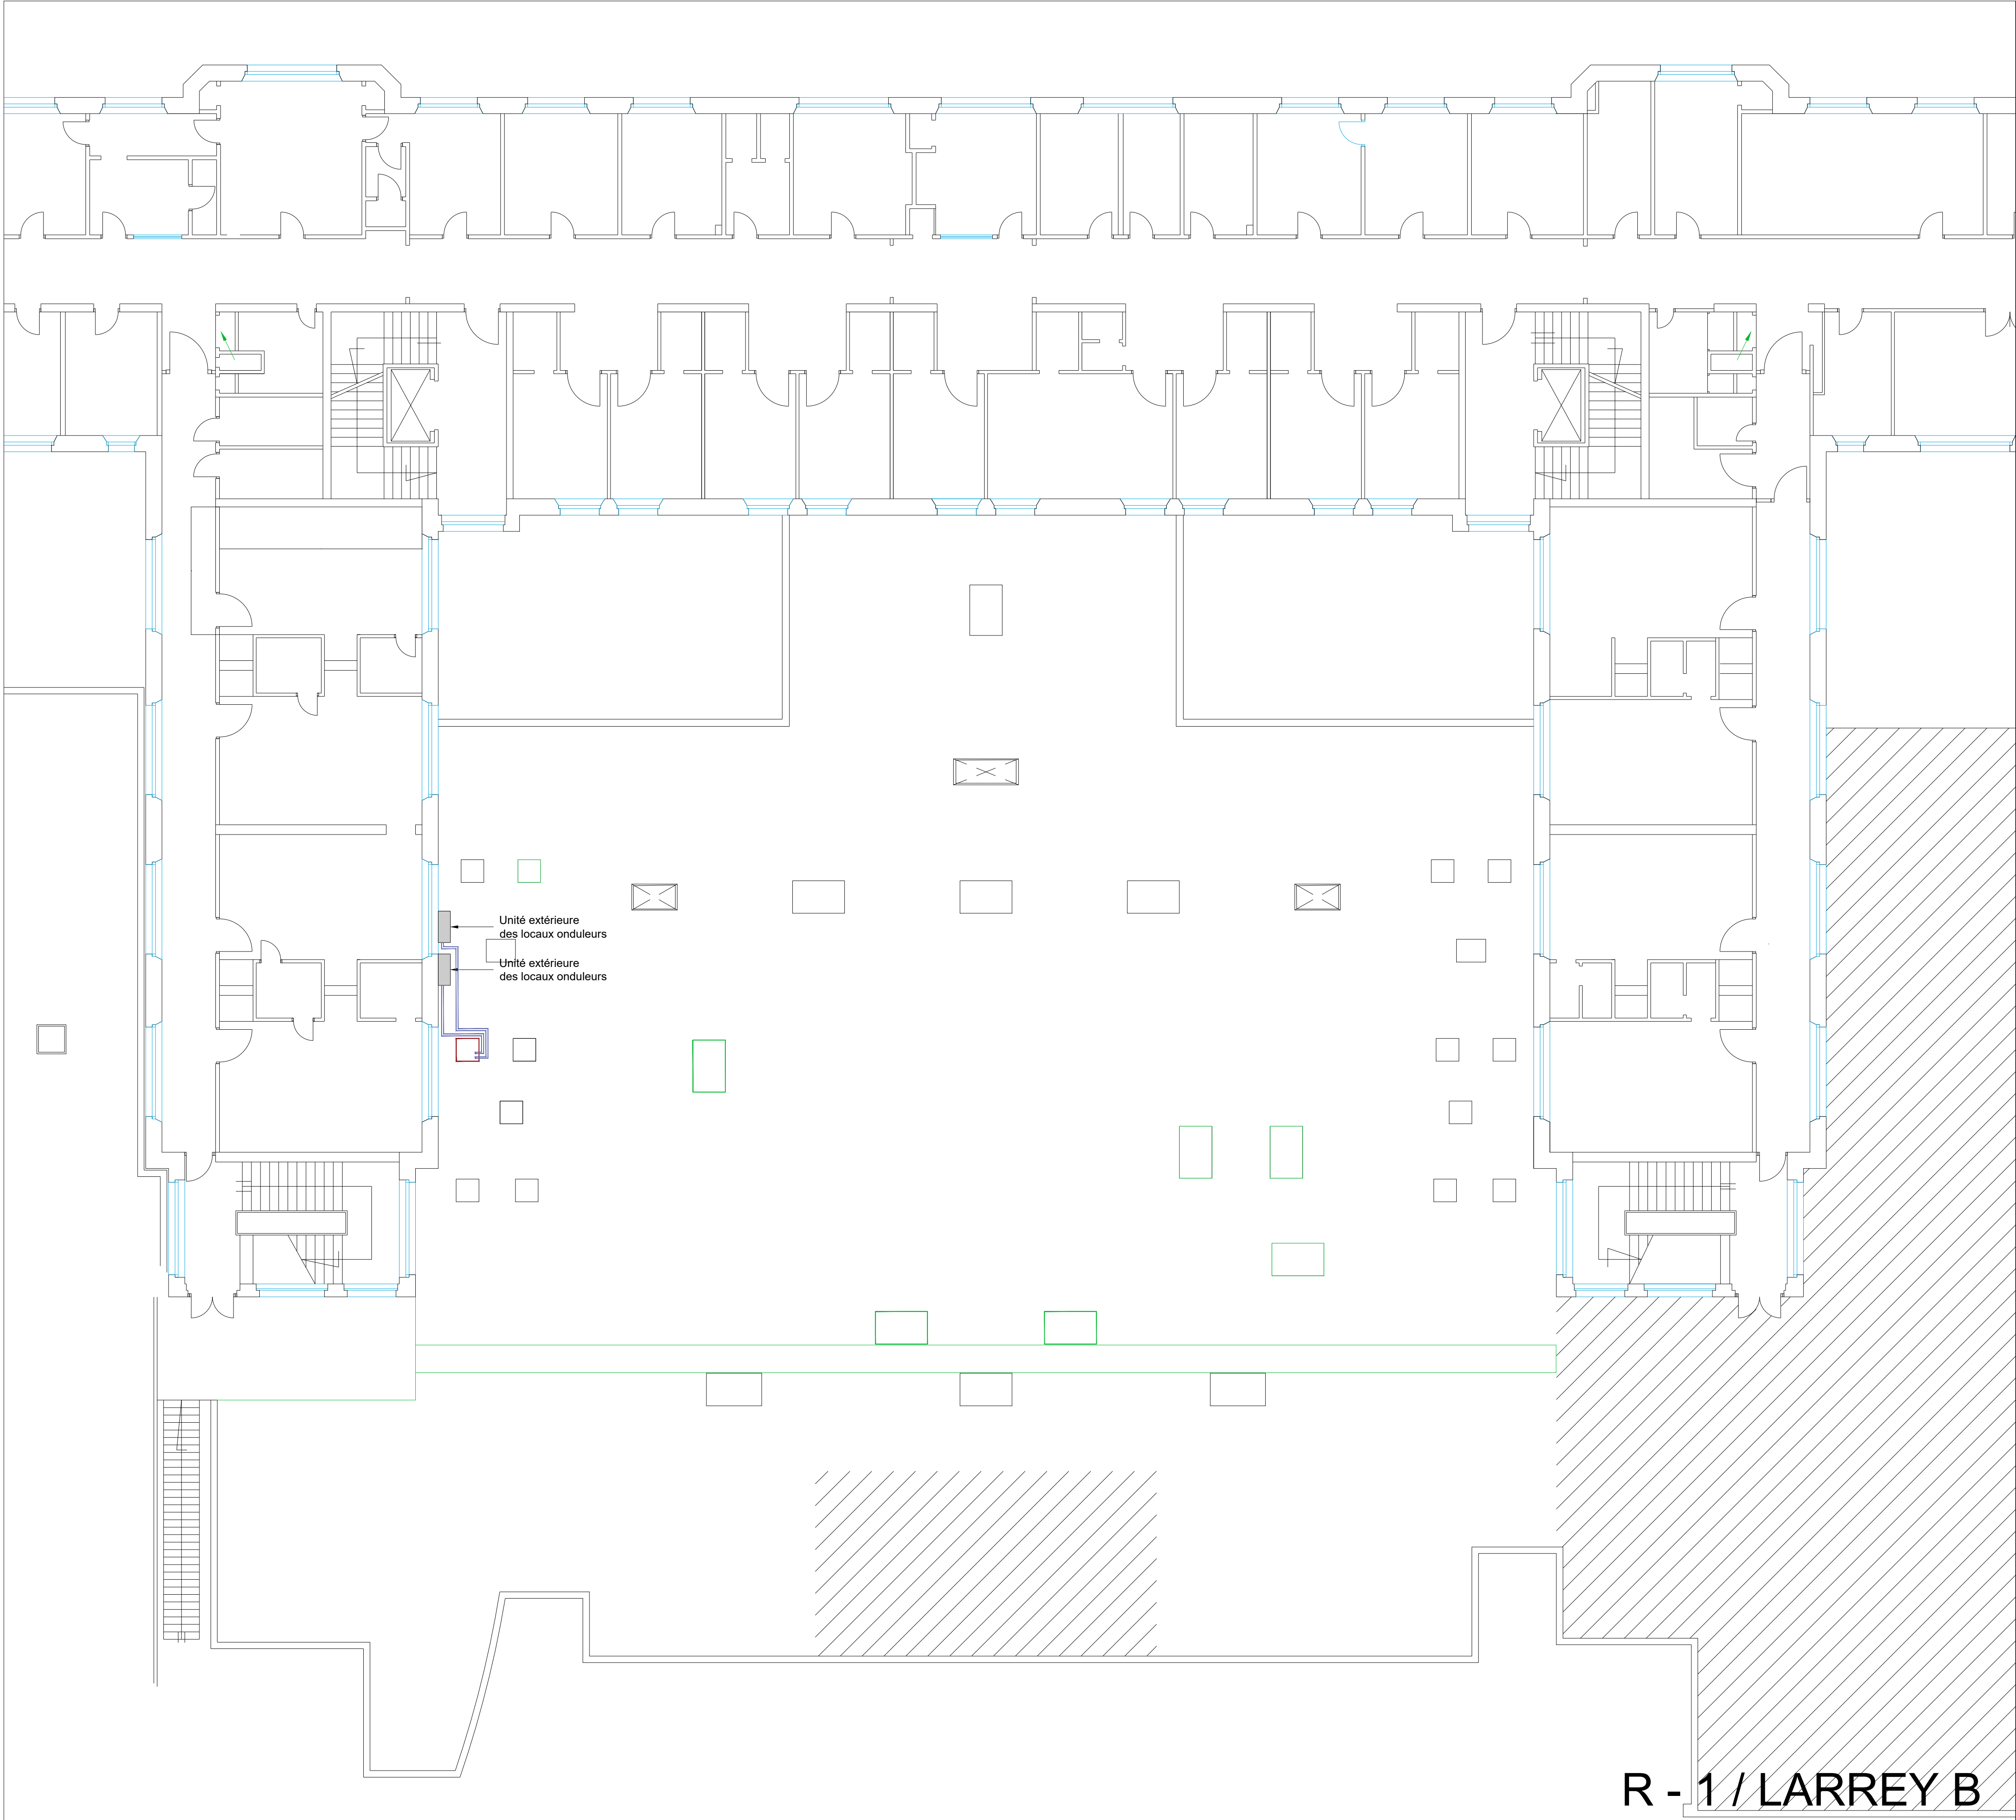 Unité extérieure
des locaux onduleurs
Unité extérieure
des locaux onduleurs
R - 1 / LARREY B